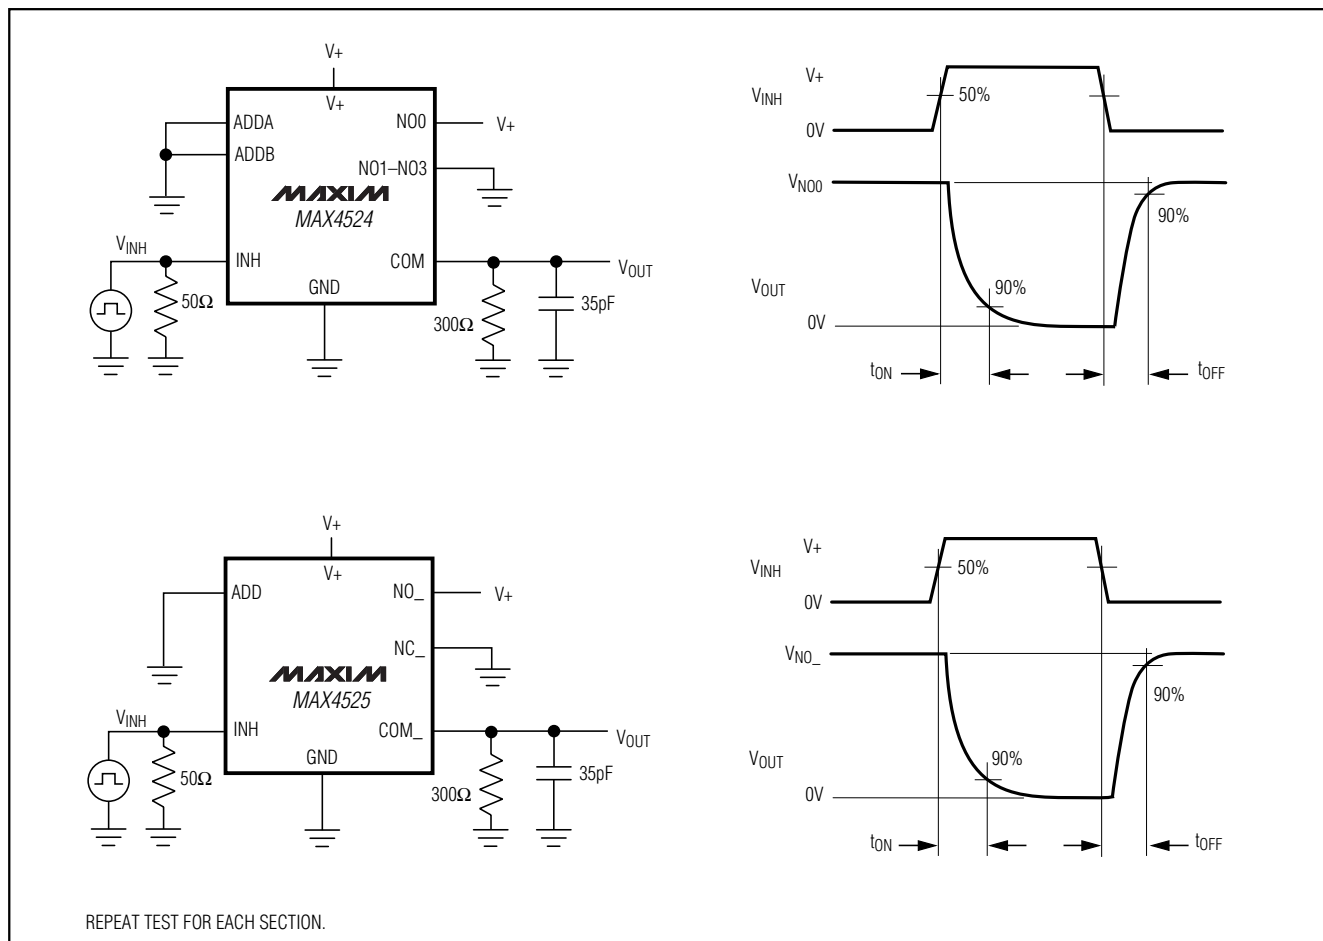 V+
V+
ADDA
NO0
V+
ADDB
NO1–NO3
MAXIM
MAX4524
VINH
INH
COM
VOUT
GND
50Ω
300Ω
35pF
V+
VINH
50%
0V
VNO0
90%
VOUT
90%
0V
tON
tOFF
V+
V+
ADD
NO_
V+
NC_
MAXIM
MAX4525
VINH
INH
COM_
VOUT
GND
50Ω
300Ω
35pF
V+
VINH
50%
0V
VNO_
90%
VOUT
90%
0V
tON
tOFF
REPEAT TEST FOR EACH SECTION.